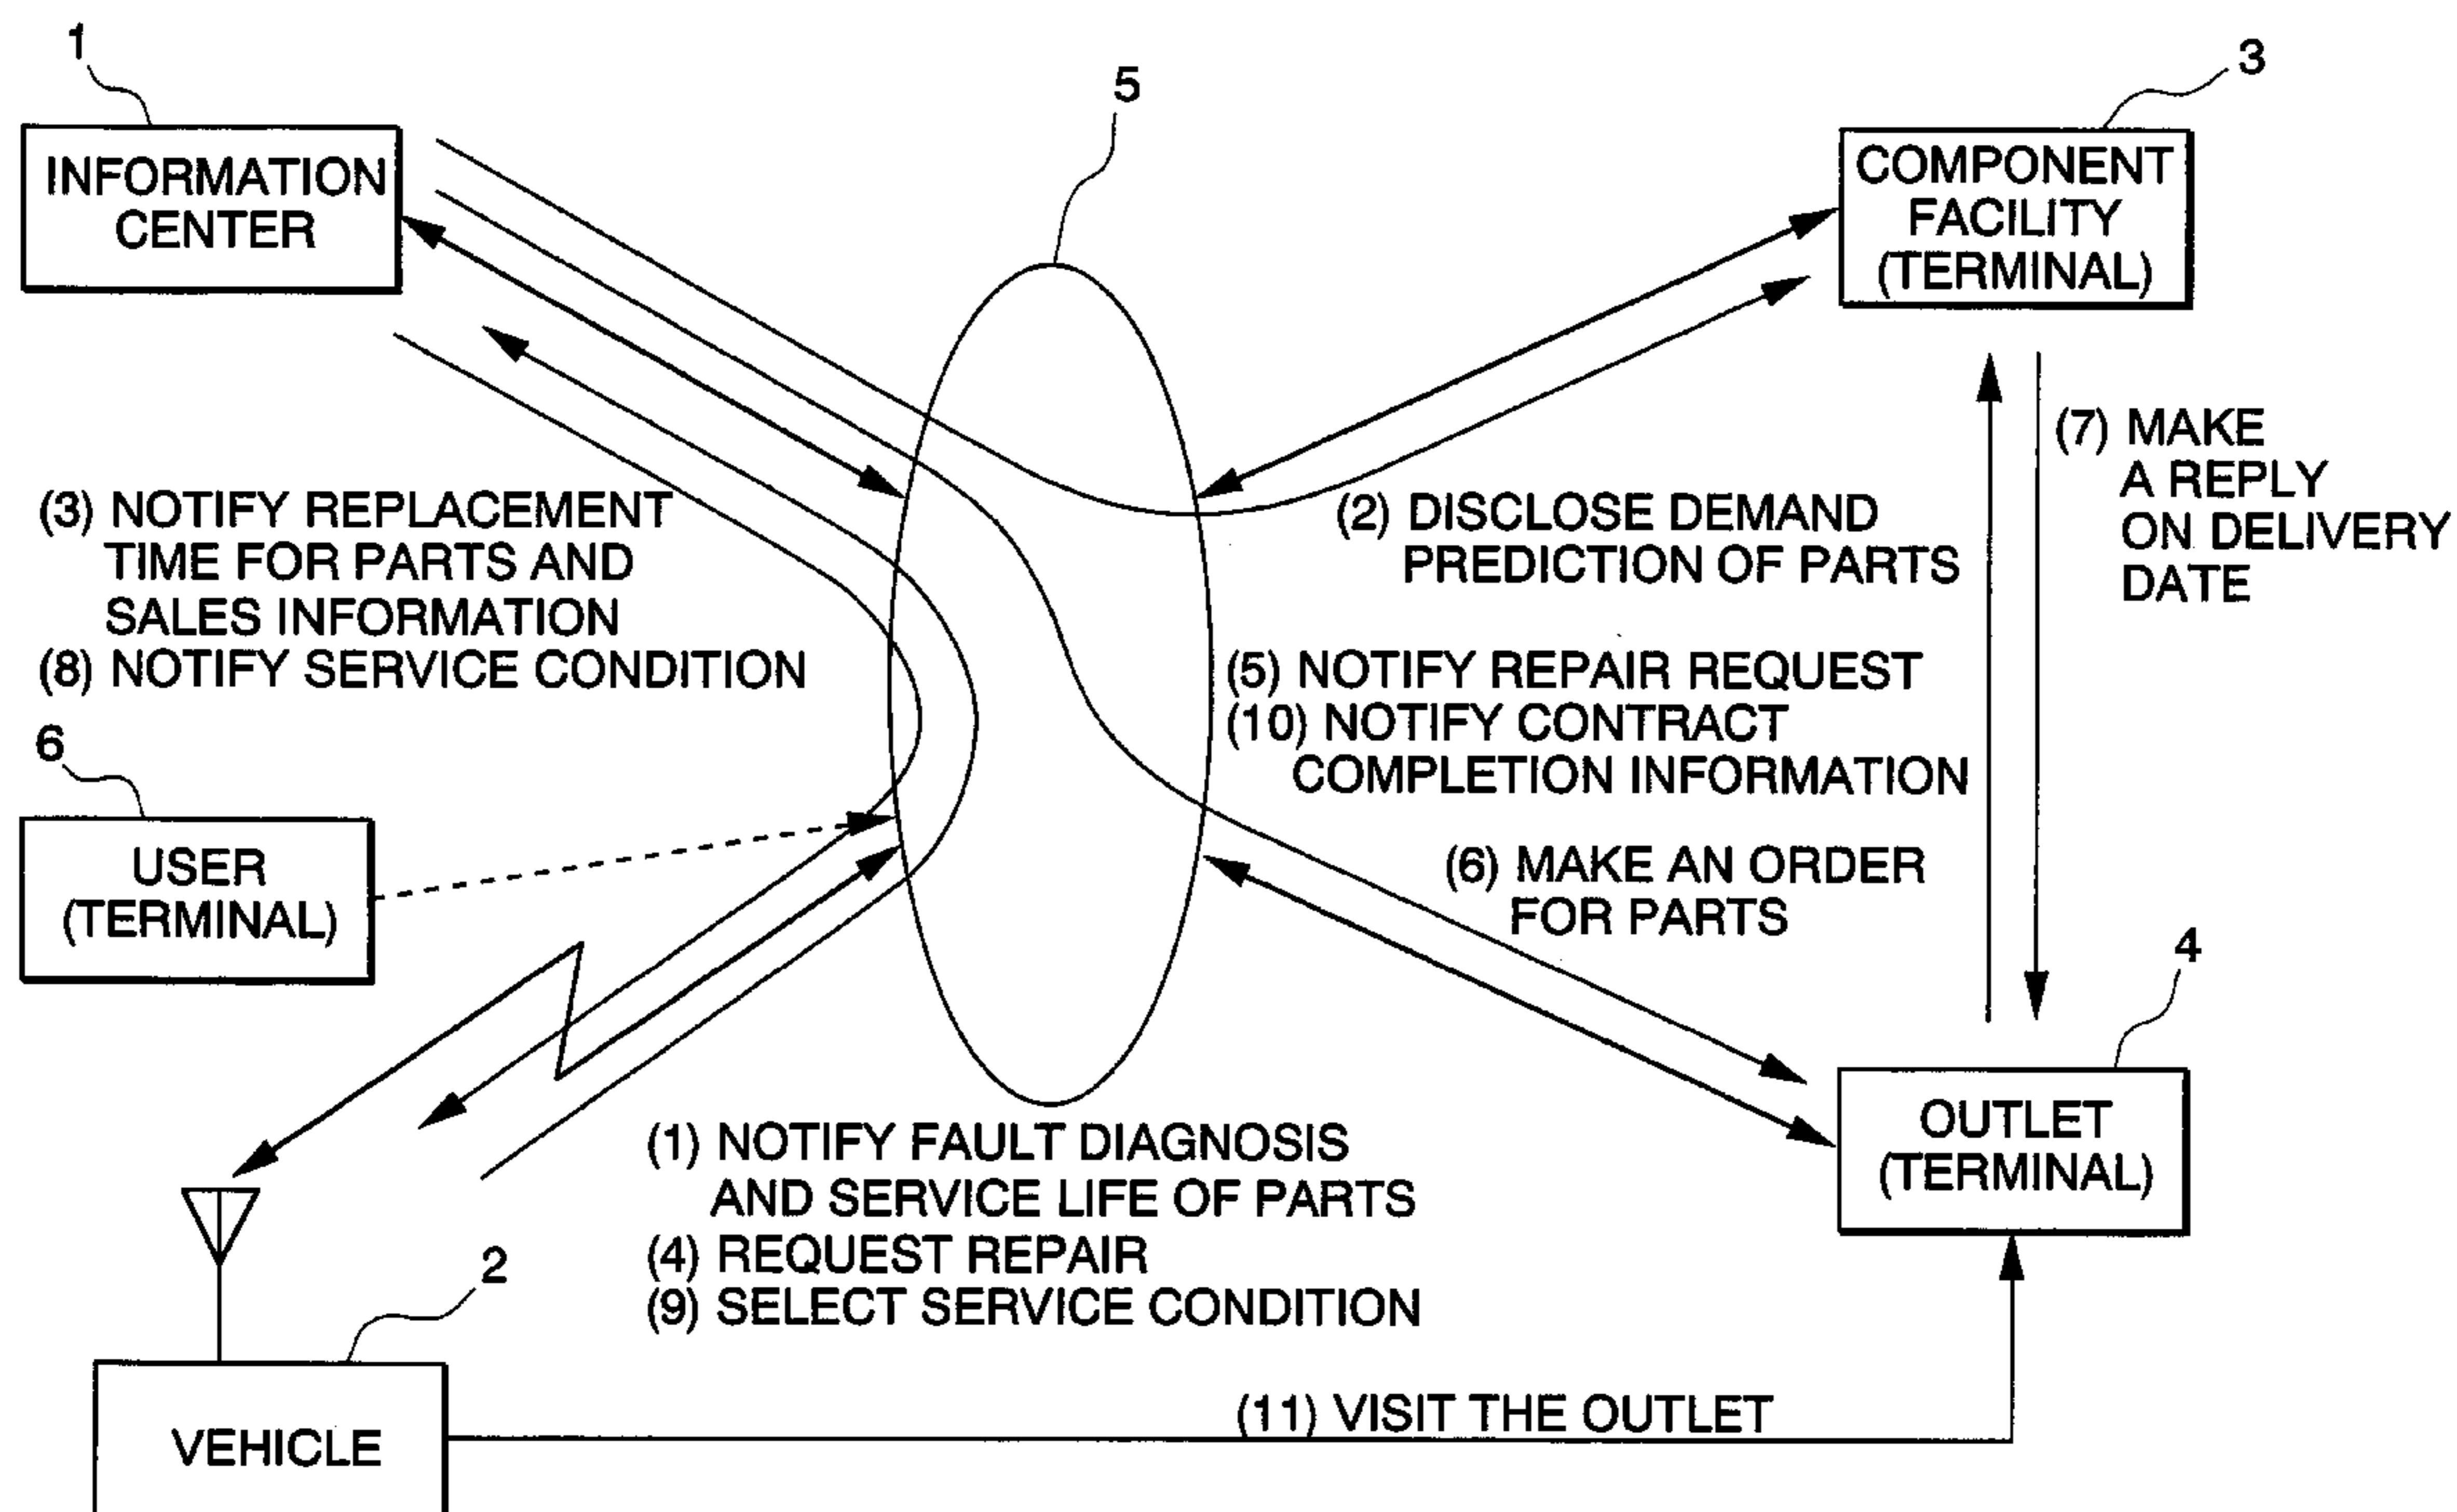 1
5
3
INFORMATION
CENTER
COMPONENT
FACILITY
(TERMINAL)
(7) MAKE
A REPLY
ON DELIVERY
DATE
(3) NOTIFY REPLACEMENT
TIME FOR PARTS AND
SALES INFORMATION
(8) NOTIFY SERVICE CONDITION
(2) DISCLOSE DEMAND
PREDICTION OF PARTS
(5) NOTIFY REPAIR REQUEST
(10) NOTIFY CONTRACT
COMPLETION INFORMATION
6
USER
(TERMINAL)
(6) MAKE AN ORDER
FOR PARTS
4
OUTLET
(TERMINAL)
(1) NOTIFY FAULT DIAGNOSIS
AND SERVICE LIFE OF PARTS
(4) REQUEST REPAIR
(9) SELECT SERVICE CONDITION
2
VEHICLE
(11) VISIT THE OUTLET